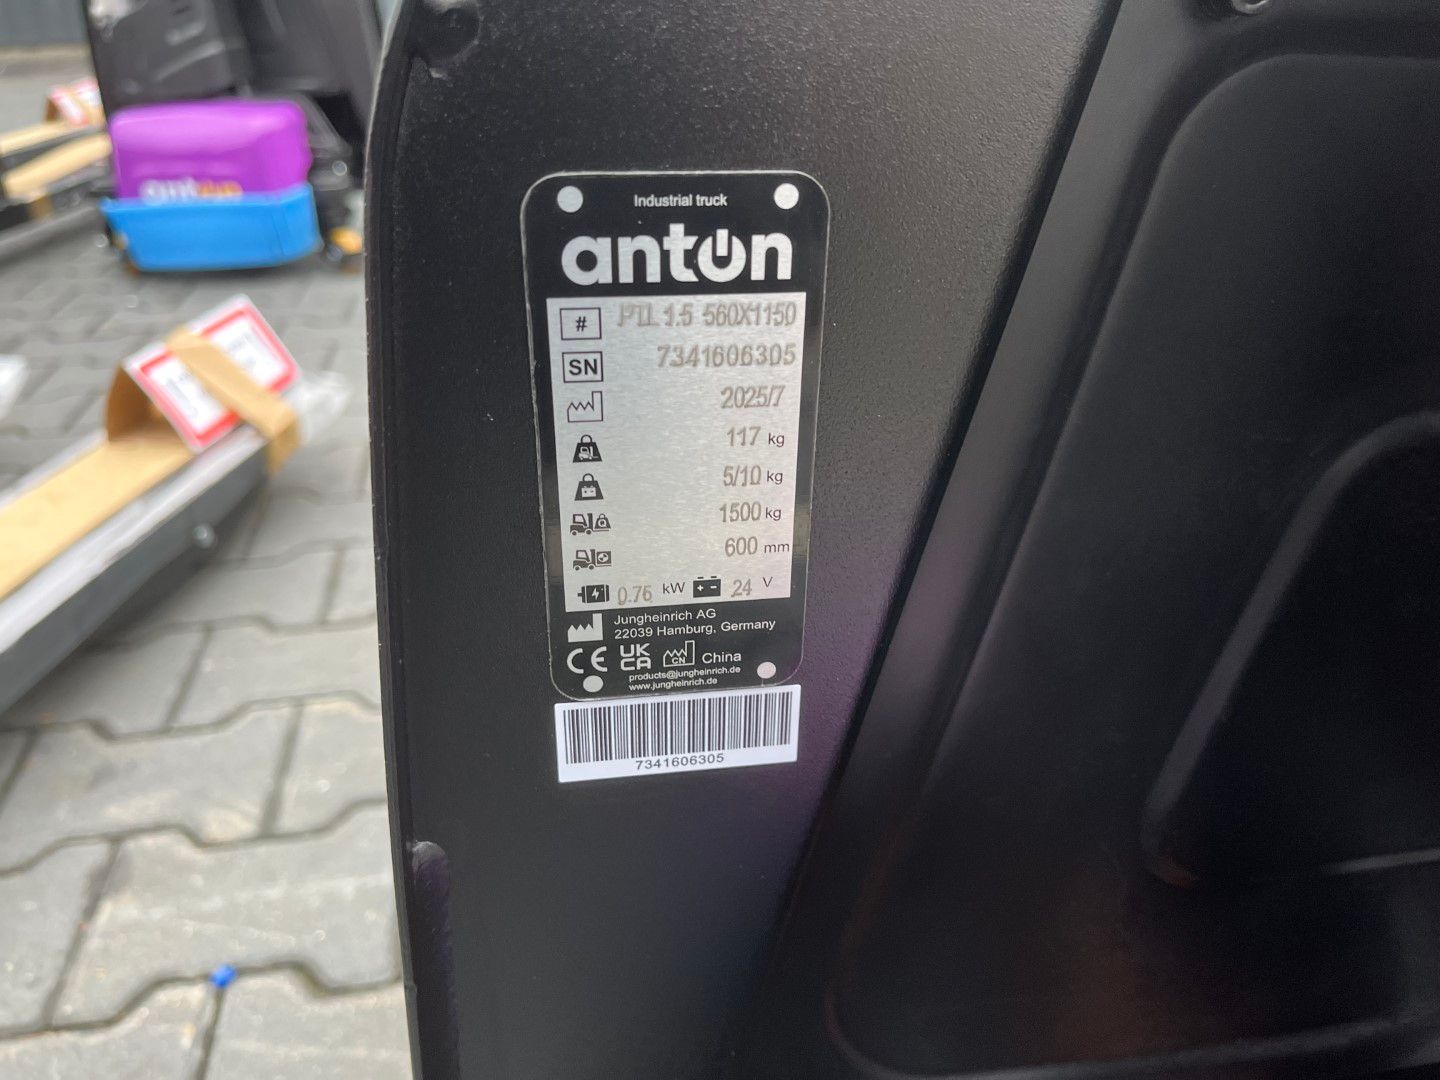 Industrial truck
anton
# PTL 1.5 560X1150
SN 7341606305
2025/7
117 kg
5/10 kg
Q 1500 kg
600 mm
0.75 kW 24 V
Jungheinrich AG
22039 Hamburg, Germany
CE UK CA CN China
products@jungheinrich.de
www.jungheinrich.de
7341606305
anton